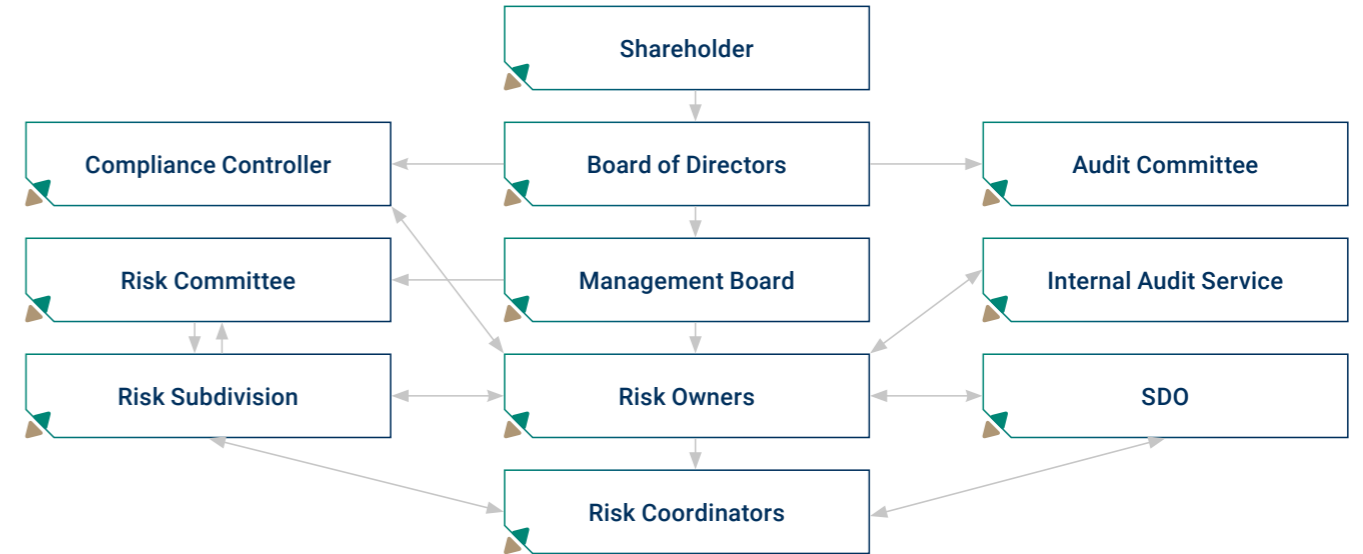 Shareholder
Compliance Controller
Board of Directors
Audit Committee
Risk Committee
Management Board
Internal Audit Service
Risk Subdivision
Risk Owners
SDO
Risk Coordinators